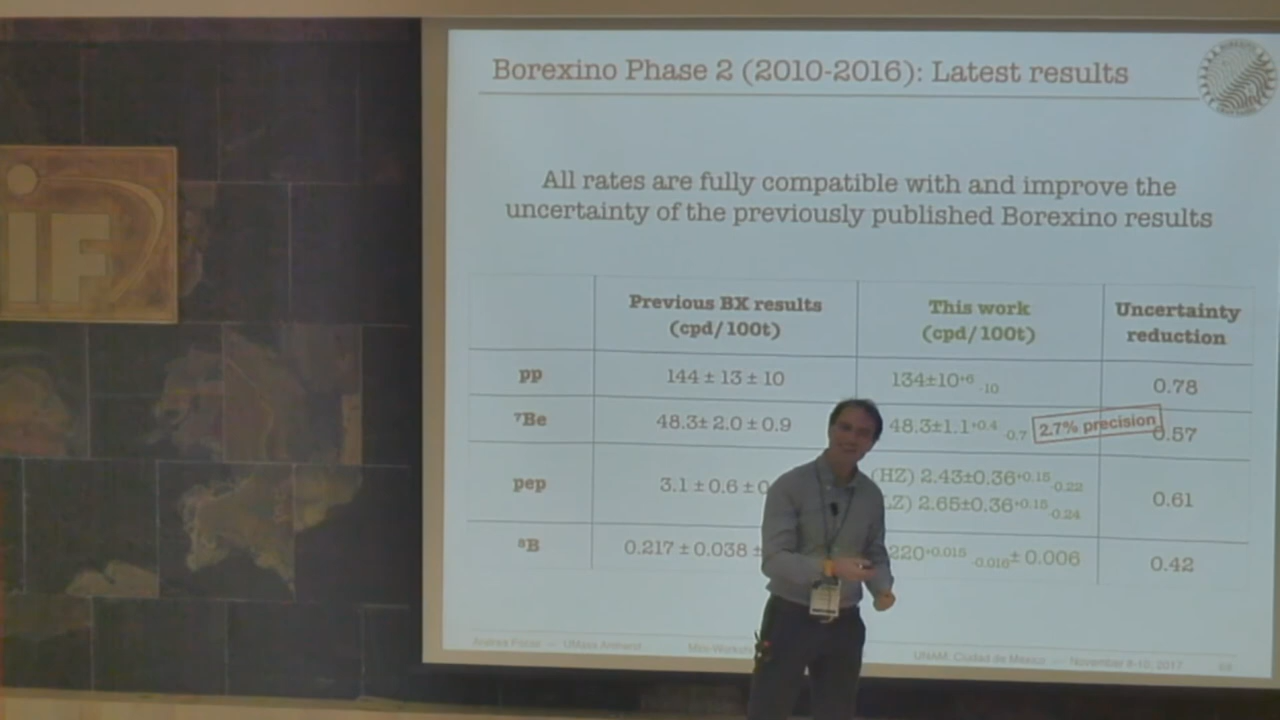 Borexino Phase 2 (2010-2016): Latest results
All rates are fully compatible with and improve the
uncertainty of the previously published Borexino results
Previous BX results
(cpd/100t)
This work
(cpd/100t)
Uncertainty
reduction
pp
144 ± 13 ± 10
134±10⁺⁶₋₁₀
0.78
⁷Be
48.3± 2.0 ± 0.9
48.3±1.1⁺⁰·⁴₋₀.₇
2.7% precision
0.57
pep
3.1 ± 0.6 ±
(HZ) 2.43±0.36⁺⁰·¹⁵₋₀.₂₂
Z) 2.65±0.36⁺⁰·¹⁵₋₀.₂₄
0.61
⁸B
0.217 ± 0.038 ±
220⁺⁰·⁰¹⁵₋₀.₀₁₆± 0.006
0.42
UMass Amherst
UNAM, Ciudad de Mexico — November 8-10, 2017
iF